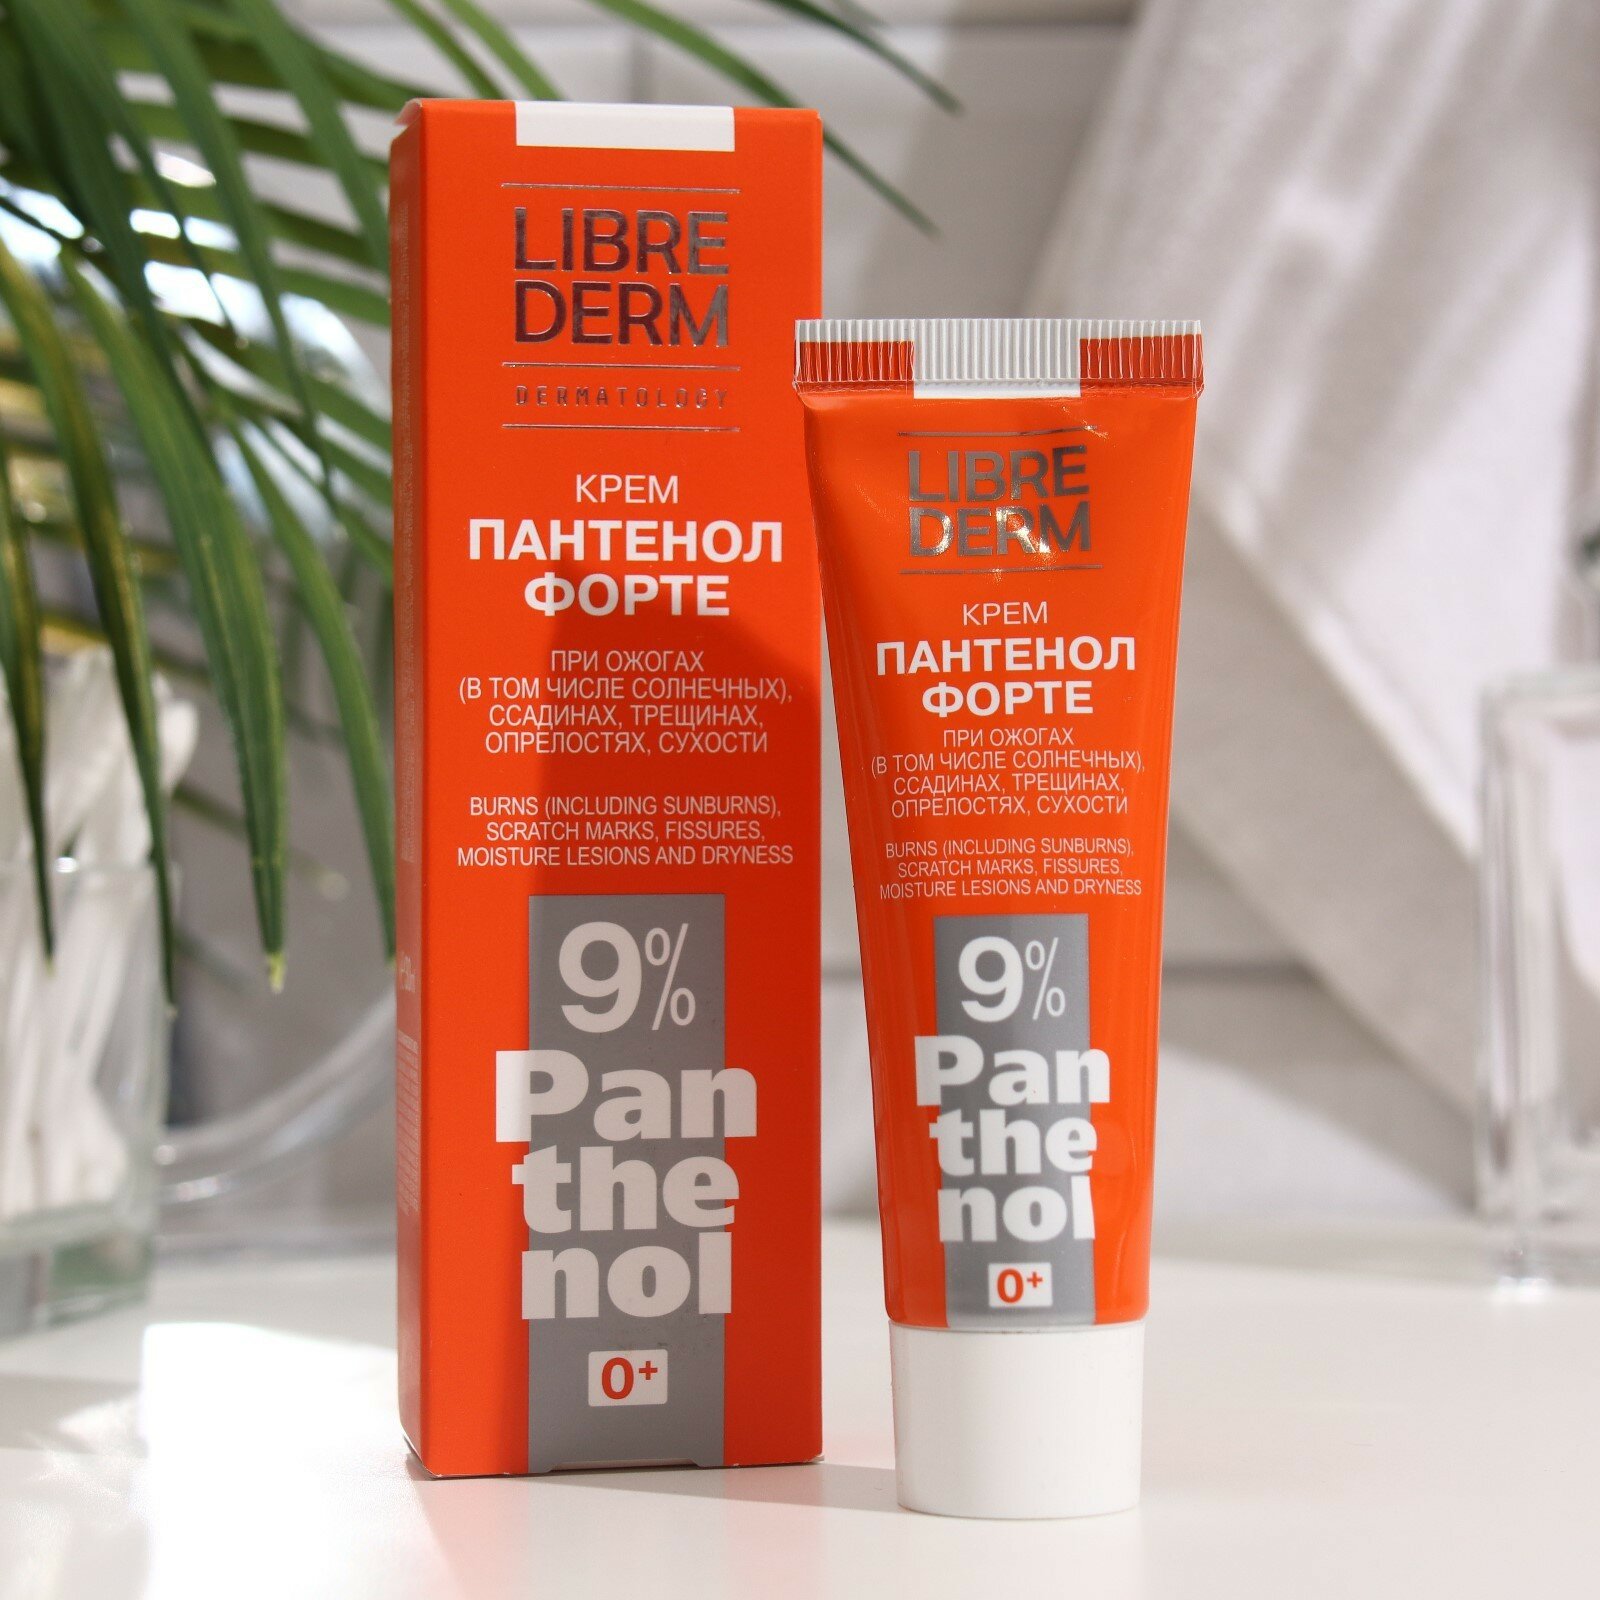 LIBRE
DERM
DERMATOLOGY
КРЕМ
ПАНТЕНОЛ
ФОРТЕ
ПРИ ОЖОГАХ
(В ТОМ ЧИСЛЕ СОЛНЕЧНЫХ),
ССАДИНАХ, ТРЕЩИНАХ,
ОПРЕЛОСТЯХ, СУХОСТИ
BURNS (INCLUDING SUNBURNS),
SCRATCH MARKS, FISSURES,
MOISTURE LESIONS AND DRYNESS
9%
Pan
the
nol
0+
LIBRE
DERM
КРЕМ
ПАНТЕНОЛ
ФОРТЕ
ПРИ ОЖОГАХ
(В ТОМ ЧИСЛЕ СОЛНЕЧНЫХ),
ССАДИНАХ, ТРЕЩИНАХ,
ОПРЕЛОСТЯХ, СУХОСТИ
BURNS (INCLUDING SUNBURNS),
SCRATCH MARKS, FISSURES,
MOISTURE LESIONS AND DRYNESS
9%
Pan
the
nol
0+